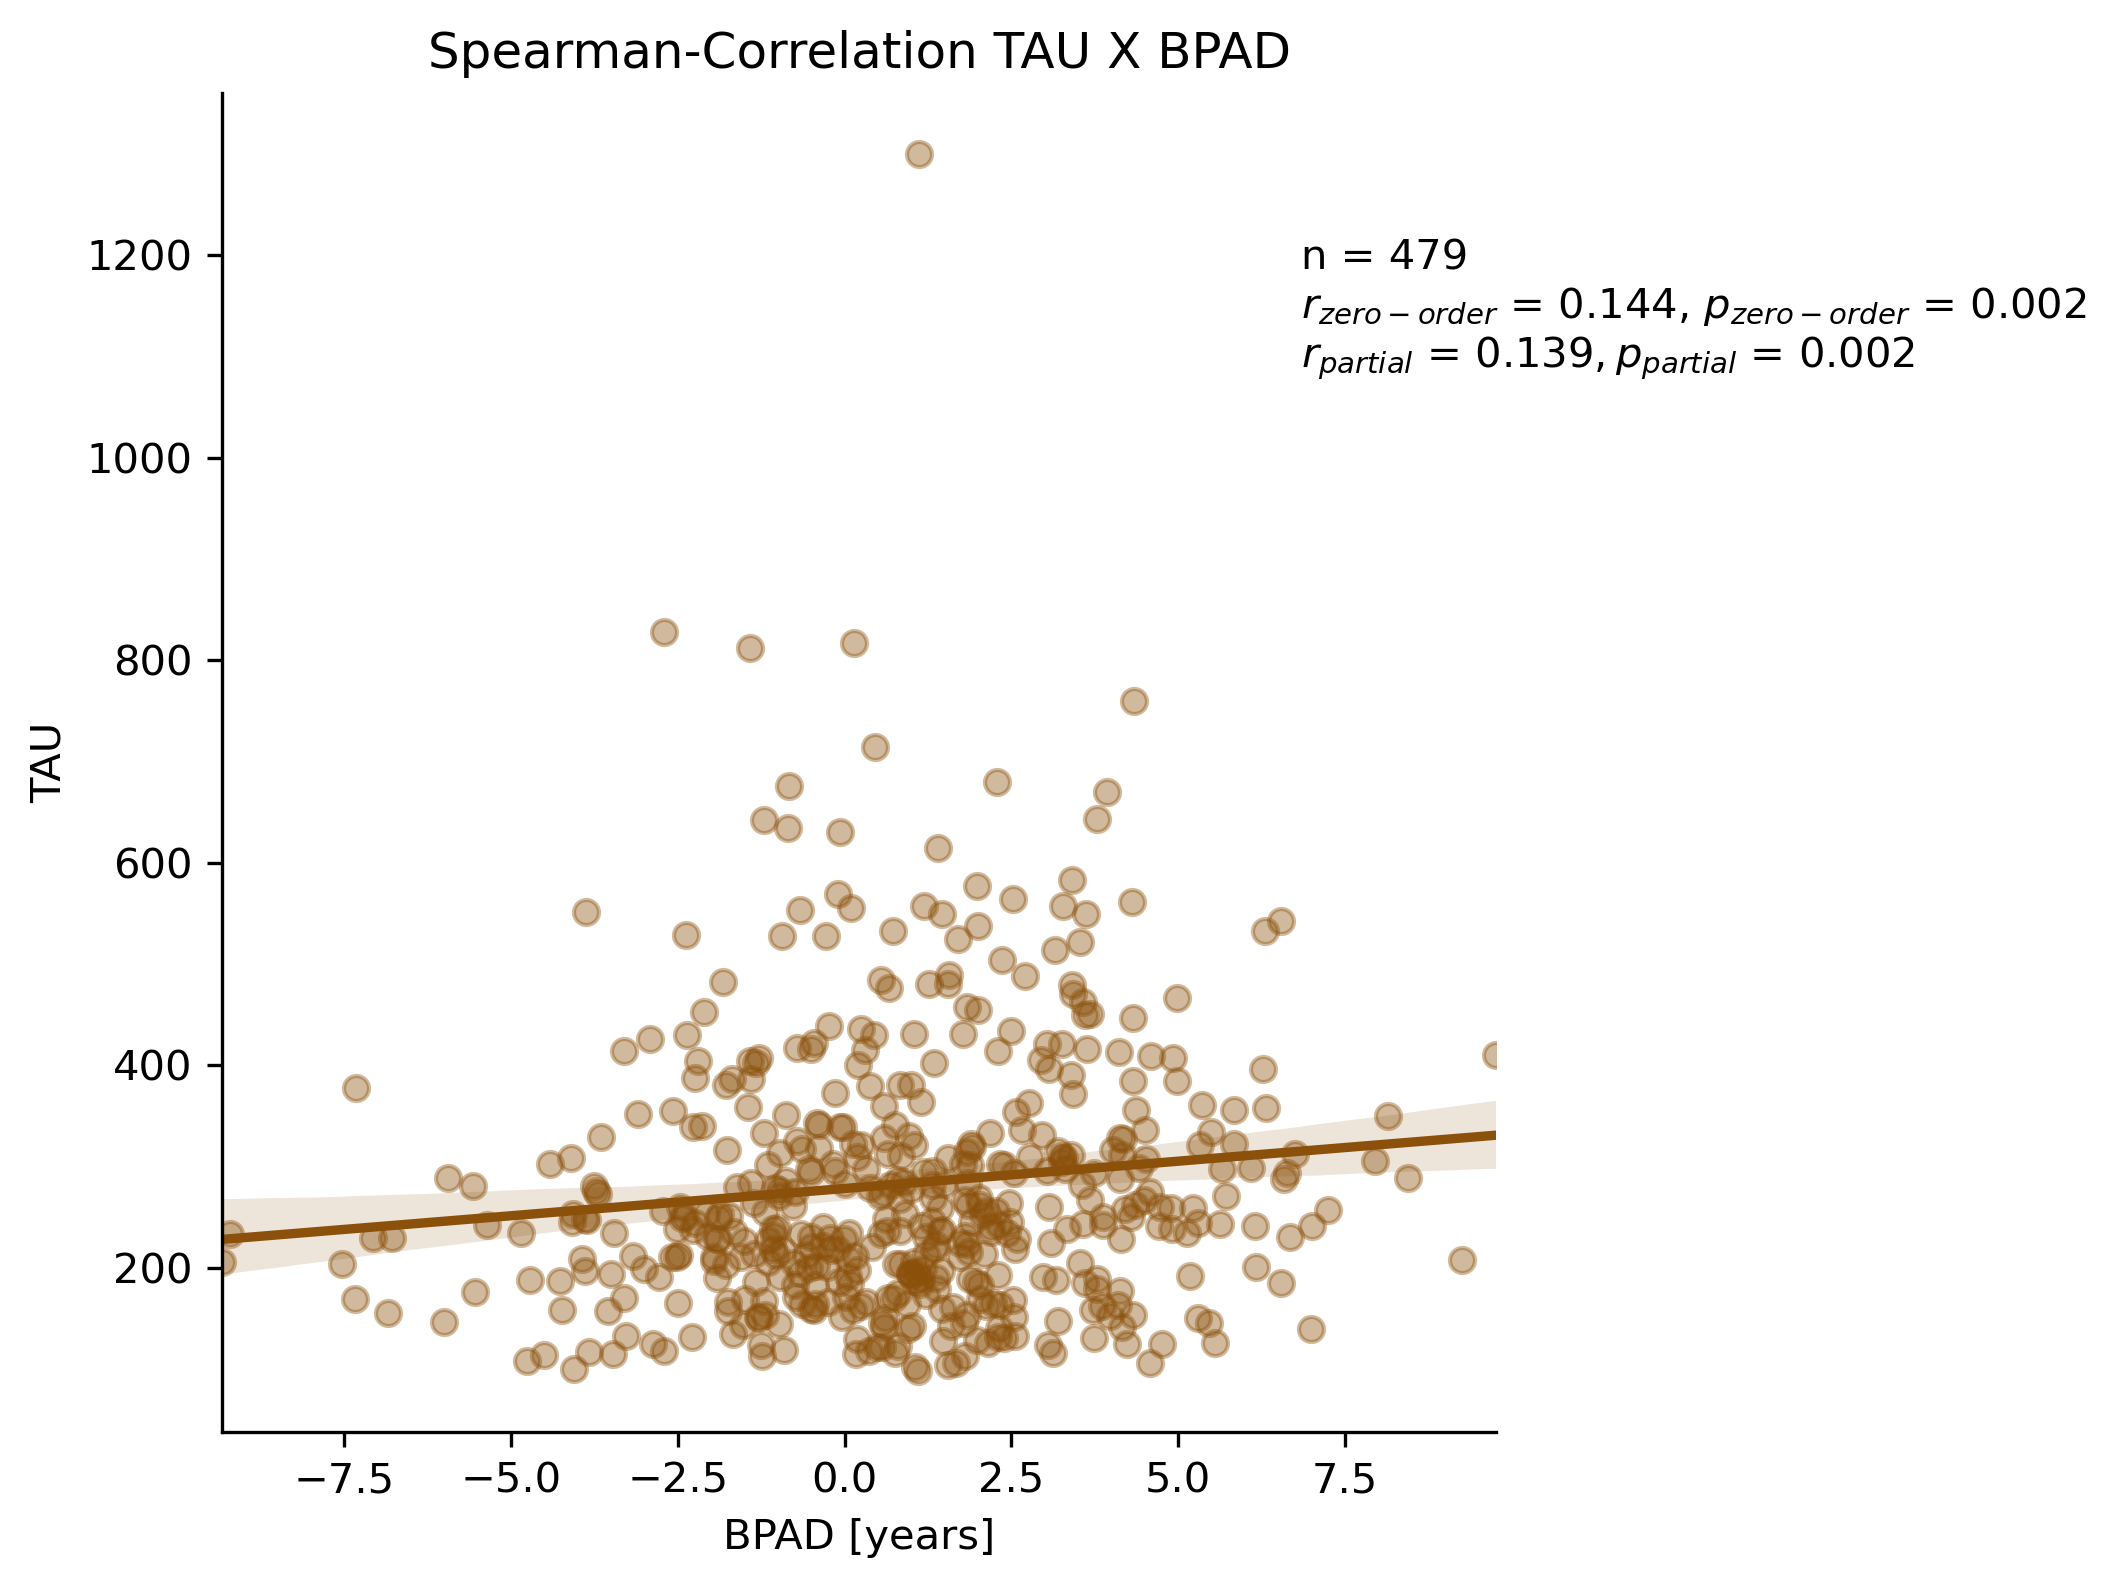 Spearman-Correlation TAU X BPAD
n = 479
r_zero−order = 0.144, p_zero−order = 0.002
r_partial = 0.139, p_partial = 0.002
TAU
1200
1000
800
600
400
200
−7.5 −5.0 −2.5 0.0 2.5 5.0 7.5
BPAD [years]